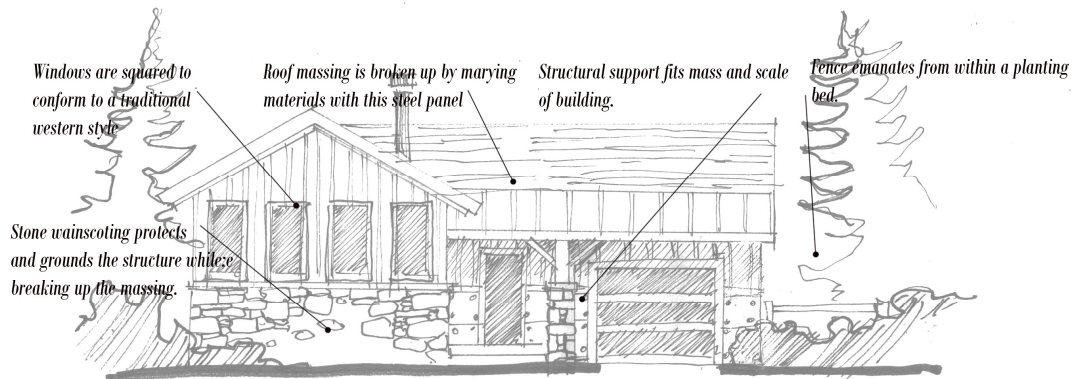 Windows are squared to
conform to a traditional
western style
Roof massing is broken up by marying
materials with this steel panel
Structural support fits mass and scale
of building.
Fence emanates from within a planting
bed.
Stone wainscoting protects
and grounds the structure while;e
breaking up the massing.